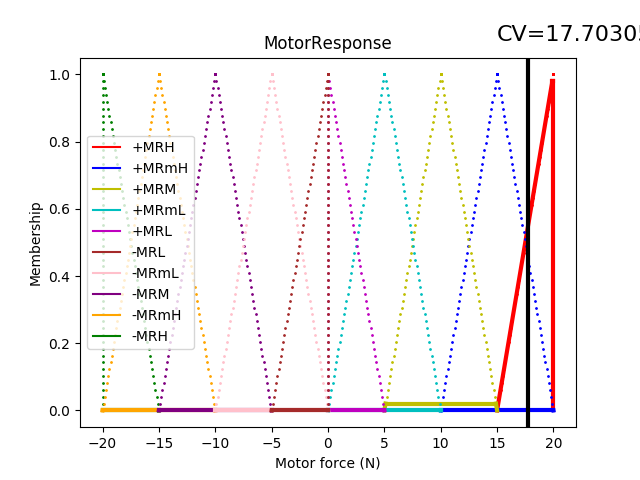 CV=17.7030
MotorResponse
Membership
1.0
0.8
0.6
0.4
0.2
0.0
+MRH
+MRmH
+MRM
+MRmL
+MRL
-MRL
-MRmL
-MRM
-MRmH
-MRH
−20 −15 −10 −5 0 5 10 15 20
Motor force (N)